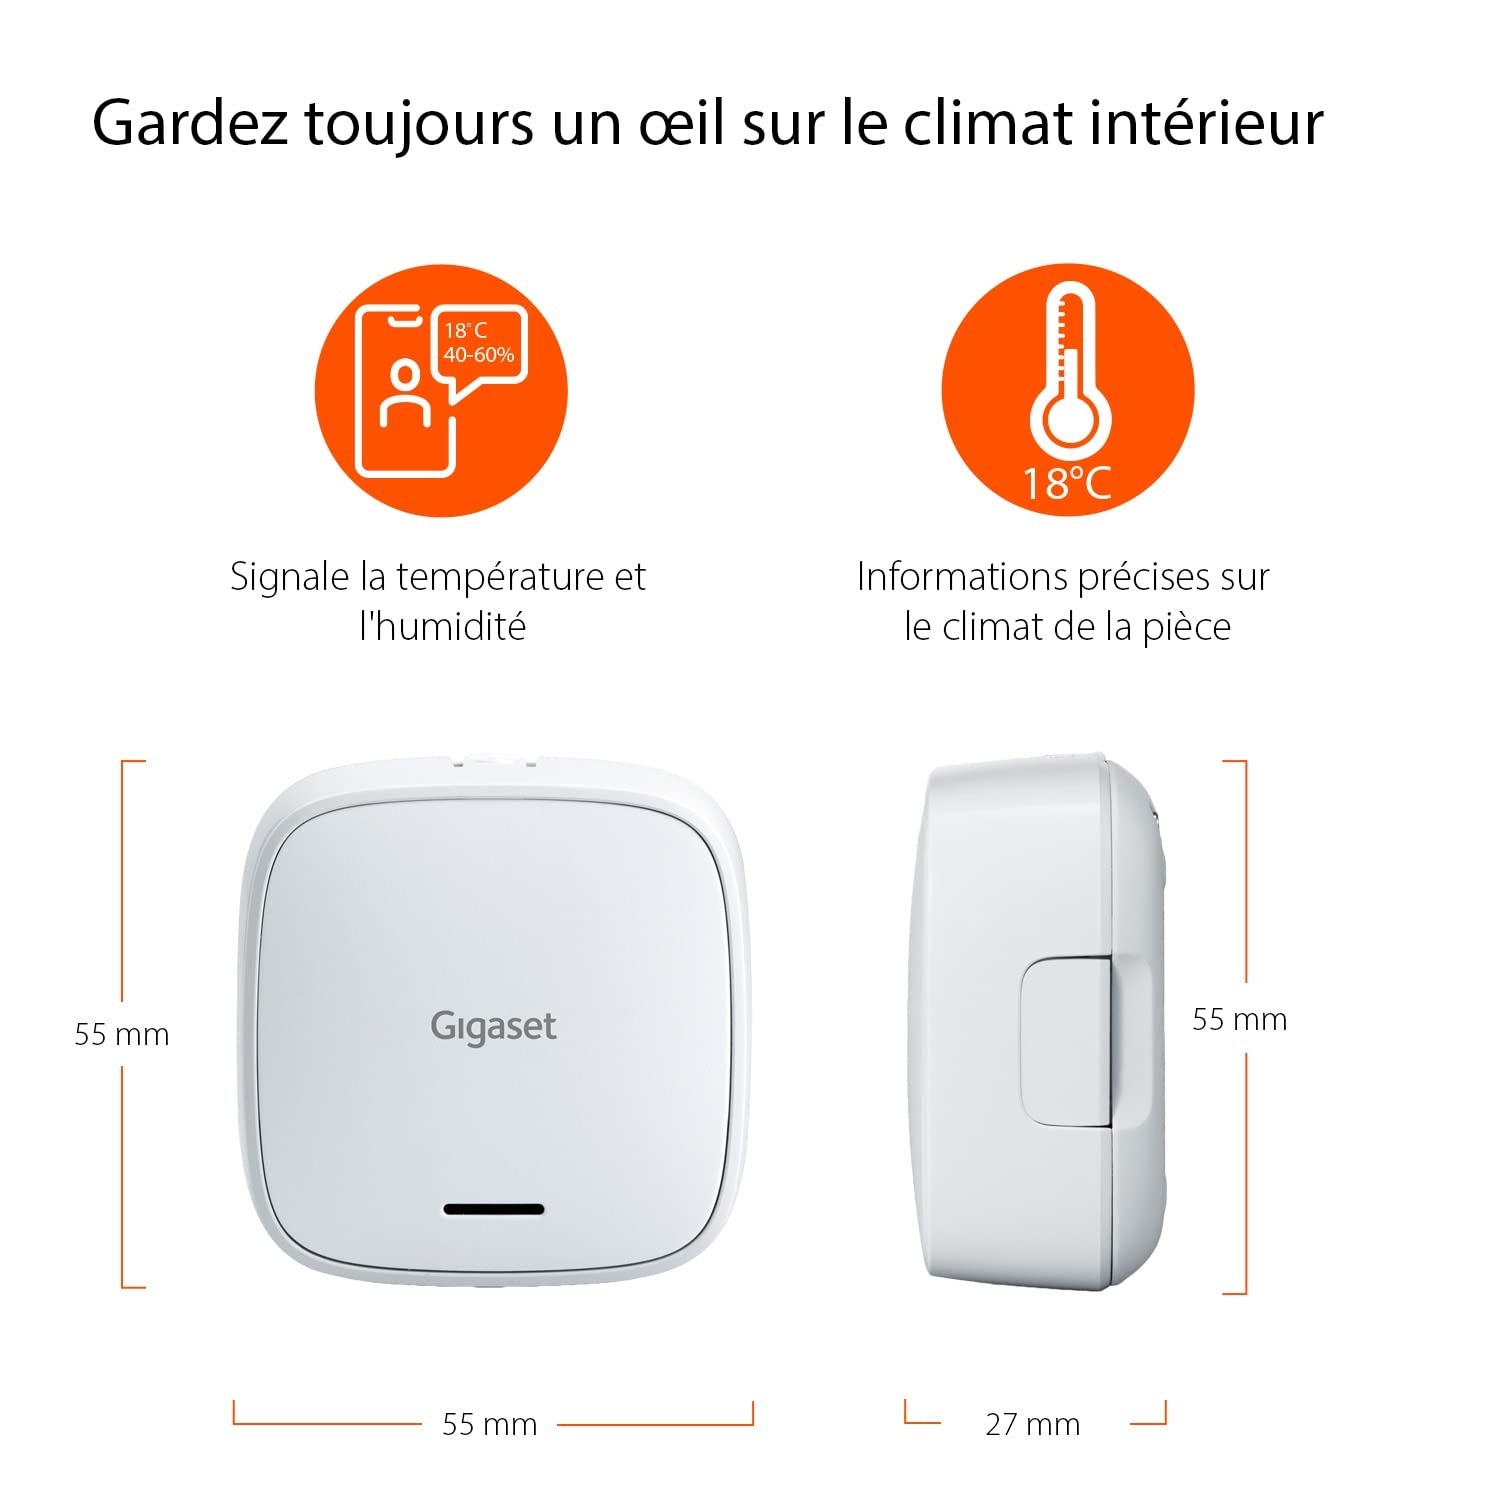 Gardez toujours un œil sur le climat intérieur
18°C
40-60%
18°C
Signale la température et
l'humidité
Informations précises sur
le climat de la pièce
Gigaset
55 mm
55 mm
55 mm
27 mm